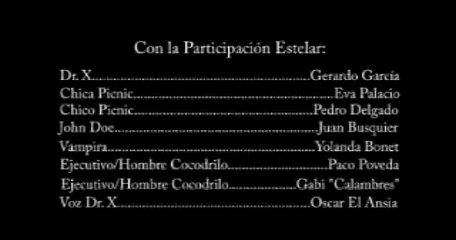 Con la Participación Estelar:
Dr. X..............................Gerardo García
Chica Picnic..............................Eva Palacio
Chico Picnic..............................Pedro Delgado
John Doe..............................Juan Busquier
Vampira..............................Yolanda Bonet
Ejecutivo/Hombre Cocodrilo....................Paco Poveda
Ejecutivo/Hombre Cocodrilo...............Gabi "Calambres"
Voz Dr. X..............................Oscar El Ansia